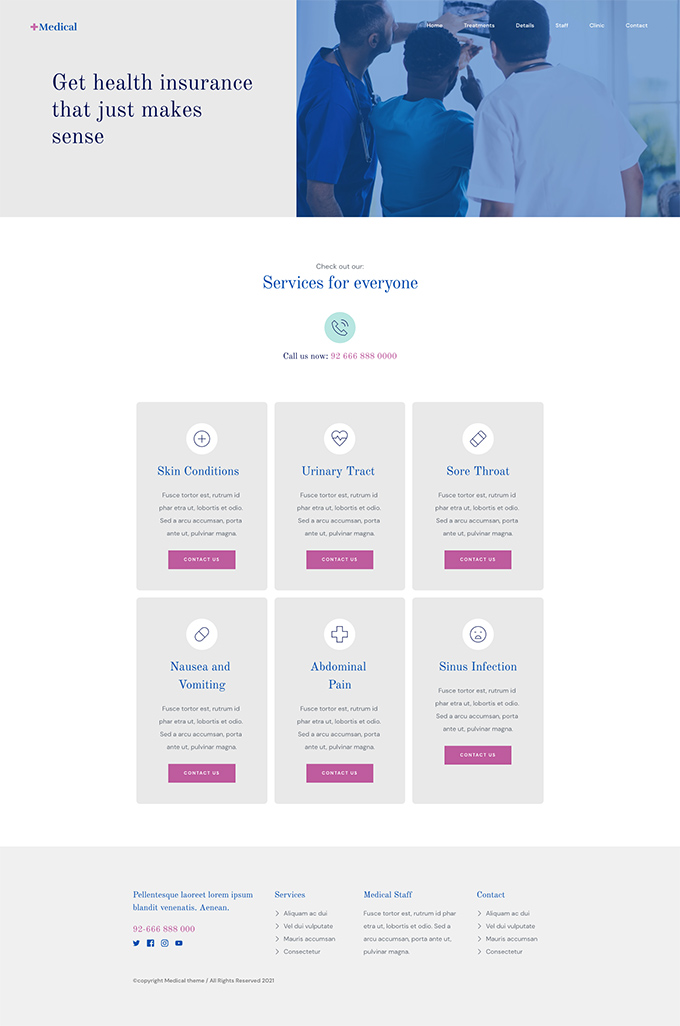 Medical
Home Treatments Details Staff Clinic Contact
Get health insurance
that just makes
sense
Check out our:
Services for everyone
Call us now: 92 666 888 0000
Skin Conditions
Fusce tortor est, rutrum id
phar etra ut, lobortis et odio.
Sed a arcu accumsan, porta
ante ut, pulvinar magna.
CONTACT US
Urinary Tract
Fusce tortor est, rutrum id
phar etra ut, lobortis et odio.
Sed a arcu accumsan, porta
ante ut, pulvinar magna.
CONTACT US
Sore Throat
Fusce tortor est, rutrum id
phar etra ut, lobortis et odio.
Sed a arcu accumsan, porta
ante ut, pulvinar magna.
CONTACT US
Nausea and
Vomiting
Fusce tortor est, rutrum id
phar etra ut, lobortis et odio.
Sed a arcu accumsan, porta
ante ut, pulvinar magna.
CONTACT US
Abdominal
Pain
Fusce tortor est, rutrum id
phar etra ut, lobortis et odio.
Sed a arcu accumsan, porta
ante ut, pulvinar magna.
CONTACT US
Sinus Infection
Fusce tortor est, rutrum id
phar etra ut, lobortis et odio.
Sed a arcu accumsan, porta
ante ut, pulvinar magna.
CONTACT US
Pellentesque laoreet lorem ipsum
blandit venenatis. Aenean.
92-666 888 000
Services
Aliquam ac dui
Vel dui vulputate
Mauris accumsan
Consectetur
Medical Staff
Fusce tortor est, rutrum id phar
etra ut, lobortis et odio. Sed a
arcu accumsan, porta ante ut,
pulvinar magna.
Contact
Aliquam ac dui
Vel dui vulputate
Mauris accumsan
Consectetur
©copyright Medical theme / All Rights Reserved 2021